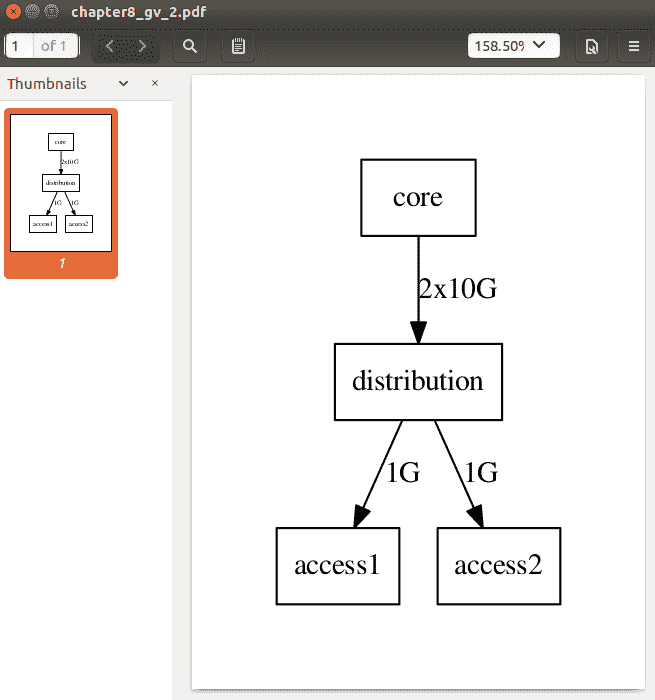 chapter8_gv_2.pdf
1 of 1 158.50%
Thumbnails
core
2x10G
distribution
1G 1G
access1 access2
1
core
2x10G
distribution
1G 1G
access1 access2